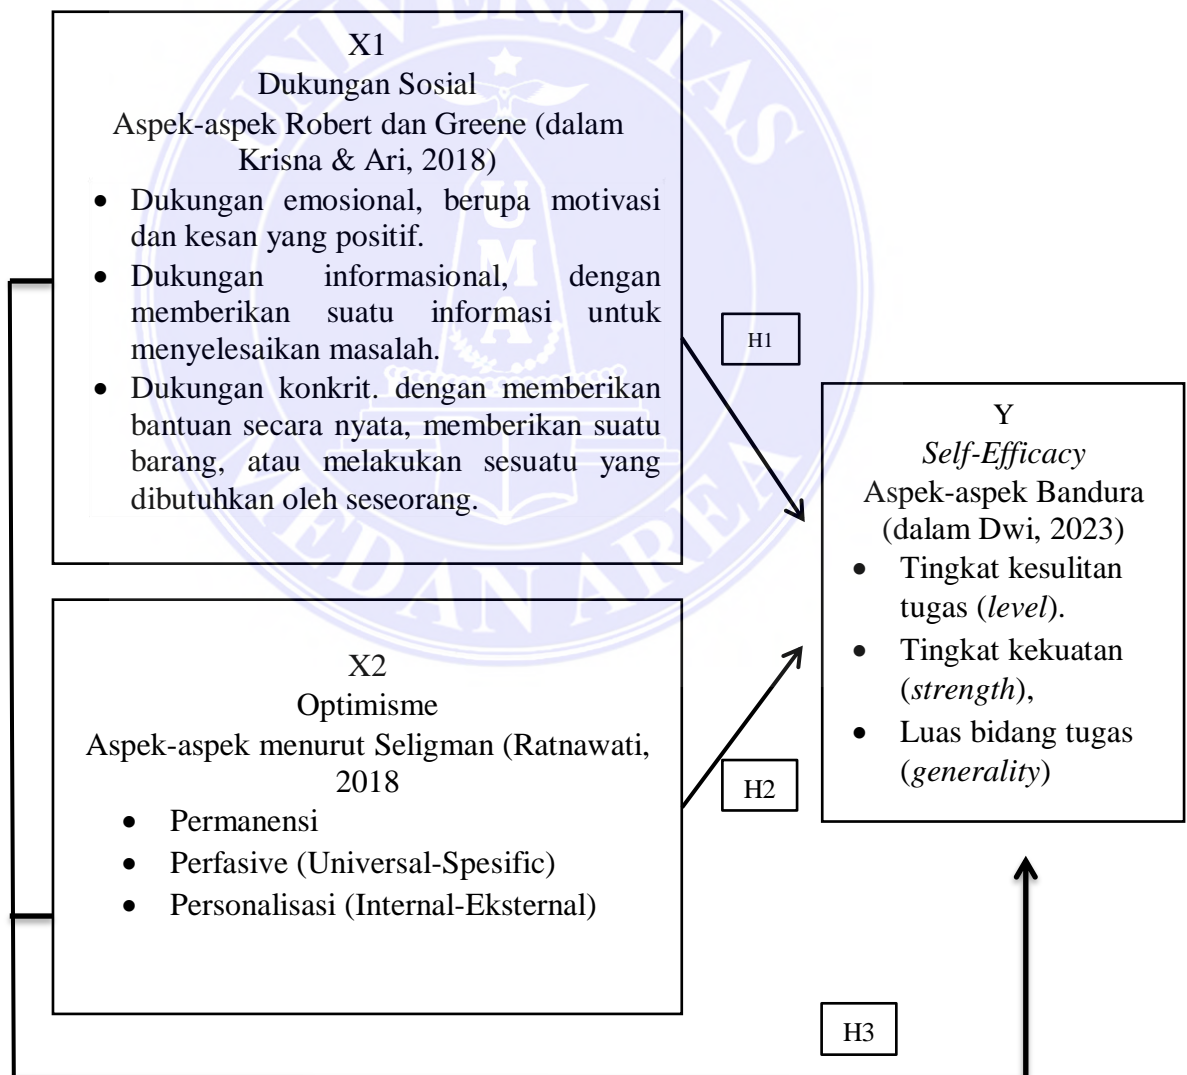 UNIVERSITAS
UMA
MEDAN AREA
X1
Dukungan Sosial
Aspek-aspek Robert dan Greene (dalam
Krisna & Ari, 2018)
• Dukungan emosional, berupa motivasi
dan kesan yang positif.
• Dukungan informasional, dengan
memberikan suatu informasi untuk
menyelesaikan masalah.
• Dukungan konkrit. dengan memberikan
bantuan secara nyata, memberikan suatu
barang, atau melakukan sesuatu yang
dibutuhkan oleh seseorang.
H1
X2
Optimisme
Aspek-aspek menurut Seligman (Ratnawati,
2018
• Permanensi
• Perfasive (Universal-Spesific)
• Personalisasi (Internal-Eksternal)
H2
Y
Self-Efficacy
Aspek-aspek Bandura
(dalam Dwi, 2023)
• Tingkat kesulitan
tugas (level).
• Tingkat kekuatan
(strength),
• Luas bidang tugas
(generality)
H3